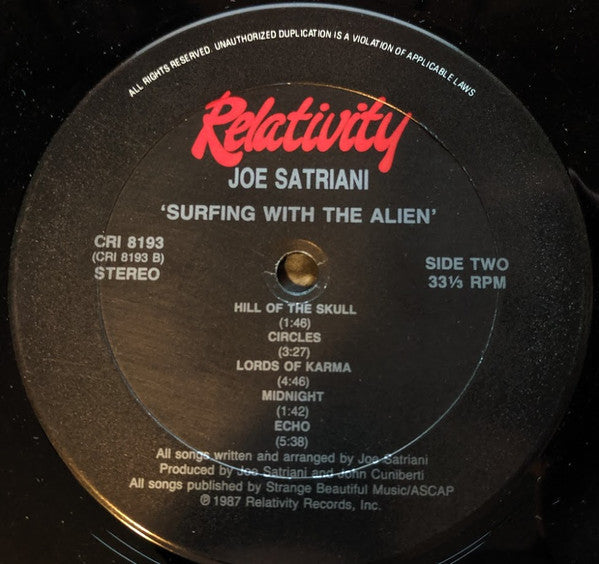 ALL RIGHTS RESERVED. UNAUTHORIZED DUPLICATION IS A VIOLATION OF APPLICABLE LAWS
Relativity
JOE SATRIANI
'SURFING WITH THE ALIEN'
CRI 8193
(CRI 8193 B)
STEREO
SIDE TWO
33⅓ RPM
HILL OF THE SKULL
(1:46)
CIRCLES
(3:27)
LORDS OF KARMA
(4:46)
MIDNIGHT
(1:42)
ECHO
(5:38)
All songs written and arranged by Joe Satriani
Produced by Joe Satriani and John Cuniberti
All songs published by Strange Beautiful Music/ASCAP
℗ 1987 Relativity Records, Inc.